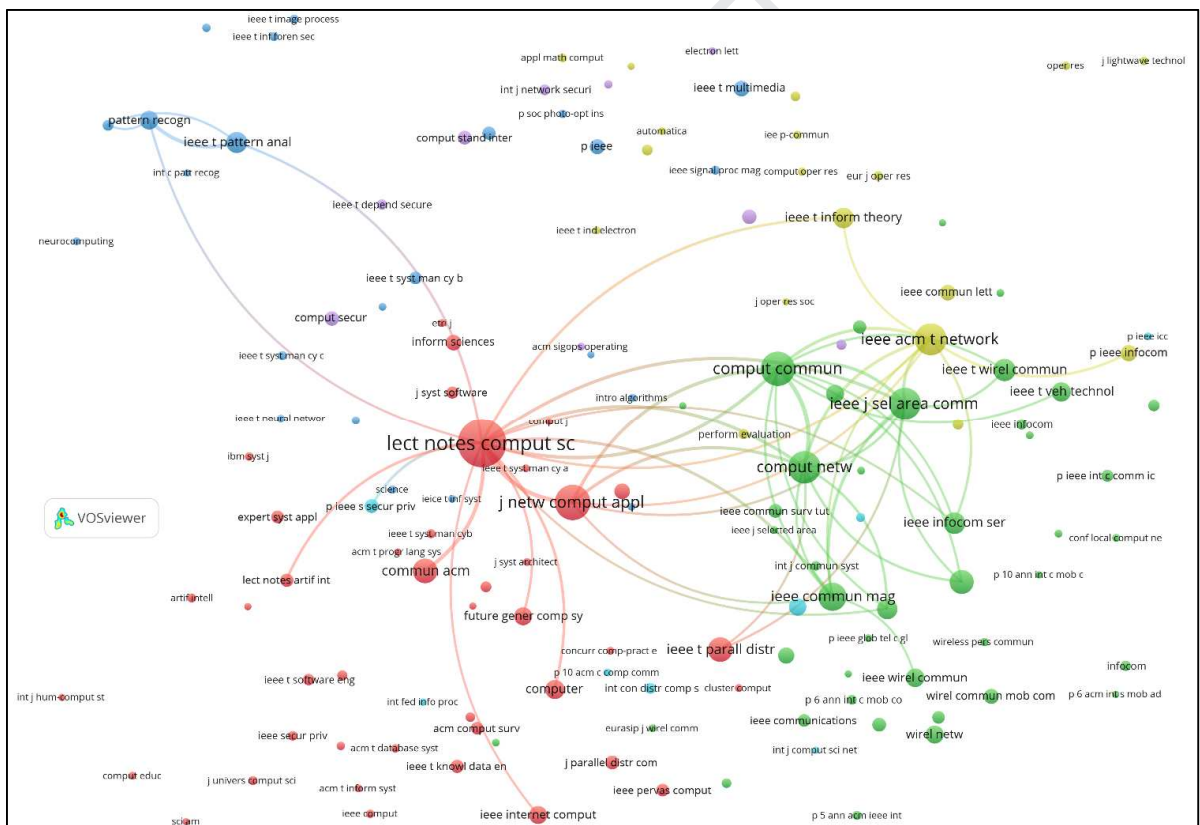 ieee t image process
ieee t inf foren sec
electron lett
appl math comput
oper res
j lightwave technol
int j network securi
ieee t multimedia
p soc photo-opt ins
pattern recogn
automatica
iee p-commun
comput stand inter
ieee t pattern anal
p ieee
int c patt recog
ieee signal proc mag
comput oper res
eur j oper res
ieee t depend secure
ieee t inform theory
ieee t ind electron
neurocomputing
ieee t syst man cy b
ieee commun lett
j oper res soc
comput secur
etri j
inform sciences
acm sigops operating
ieee acm t network
p ieee icc
p ieee infocom
ieee t syst man cy c
comput commun
ieee t wirel commun
j syst software
intro algorithms
ieee j sel area comm
ieee t veh technol
ieee t neural networ
comput j
ieee infocom
lect notes comput sc
perform evaluation
ibm syst j
ieee t syst man cy a
comput netw
science
p ieee int c comm ic
p ieee s secur priv
ieice t inf syst
j netw comput appl
VOSviewer
expert syst appl
ieee commun surv tut
ieee infocom ser
ieee t syst man cyb
ieee j selected area
conf local comput ne
acm t progr lang sys
j syst architect
int j commun syst
commun acm
p 10 ann int c mob c
lect notes artif int
artif intell
ieee commun mag
future gener comp sy
p ieee glob tel c gl
wireless pers commun
concurr comp-pract e
ieee t parall distr
p 10 acm c comp comm
infocom
ieee t software eng
ieee wirel commun
computer
int con distr comp s
cluster comput
int j hum-comput st
int fed info proc
p 6 ann int c mob co
wirel commun mob com
p 6 acm int s mob ad
acm comput surv
eurasip j wirel comm
ieee communications
ieee secur priv
wirel netw
acm t database syst
int j comput sci net
ieee t knowl data en
j parallel distr com
comput educ
j univers comput sci
acm t inform syst
ieee pervas comput
ieee comput
ieee internet comput
p 5 ann acm ieee int
sci am